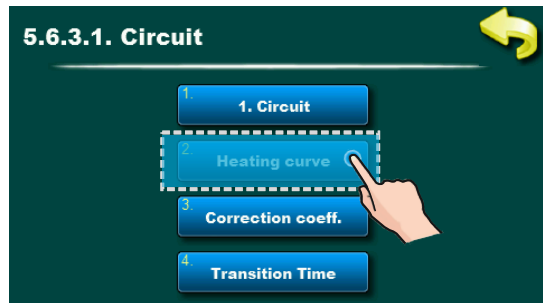 5.6.3.1. Circuit
1.
1. Circuit
2.
Heating curve
3.
Correction coeff.
4.
Transition Time